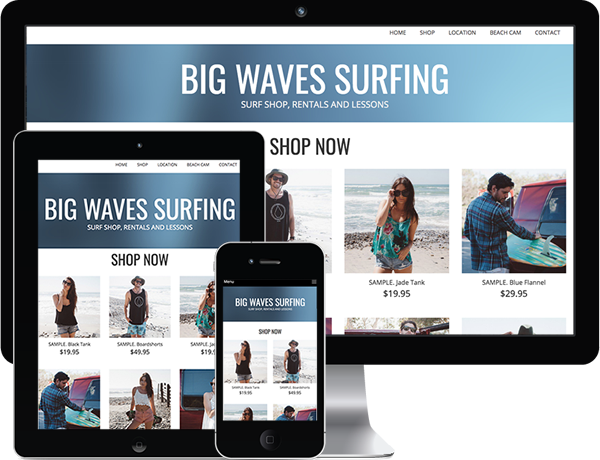 HOME SHOP LOCATION BEACH CAM CONTACT
BIG WAVES SURFING
SURF SHOP, RENTALS AND LESSONS
SHOP NOW
SAMPLE. Jade Tank
$19.95
SAMPLE. Blue Flannel
$29.95
HOME SHOP LOCATION BEACH CAM CONTACT
BIG WAVES SURFING
SURF SHOP, RENTALS AND LESSONS
SHOP NOW
SAMPLE. Black Tank
$19.95
SAMPLE. Boardshorts
$49.95
SAMPLE. Ja
$19
Menu
BIG WAVES SURFING
SURF SHOP, RENTALS AND LESSONS
SHOP NOW
SAMPLE. Black Tank
$19.95
SAMPLE. Boardshorts
$49.95